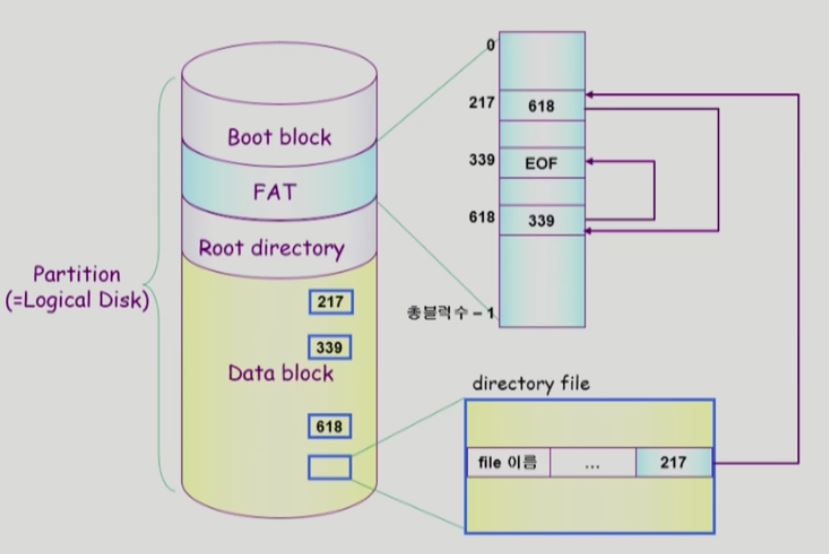 Boot block
FAT
Root directory
Partition
(=Logical Disk)
217
339
Data block
618
0
217
618
339
EOF
618
339
총블럭수 – 1
directory file
file 이름
...
217